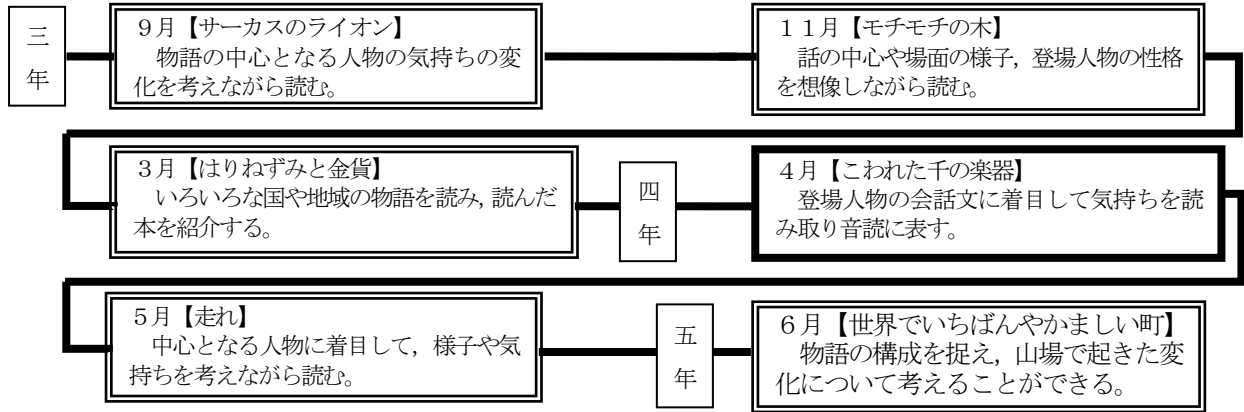 三年
９月【サーカスのライオン】
物語の中心となる人物の気持ちの変
化を考えながら読む。
１１月【モチモチの木】
話の中心や場面の様子，登場人物の性格
を想像しながら読む。
３月【はりねずみと金貨】
いろいろな国や地域の物語を読み，読んだ
本を紹介する。
四年
４月【こわれた千の楽器】
登場人物の会話文に着目して気持ちを読
み取り音読に表す。
５月【走れ】
中心となる人物に着目して，様子や気
持ちを考えながら読む。
五年
６月【世界でいちばんやかましい町】
物語の構成を捉え，山場で起きた変
化について考えることができる。